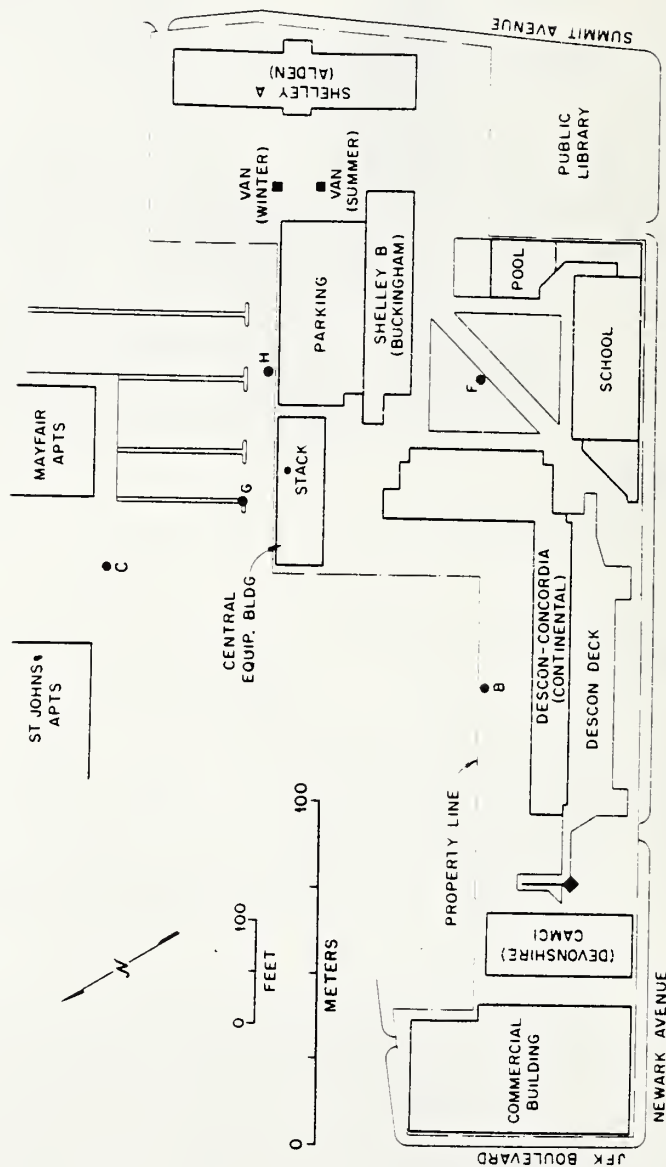 MAYFAIR
APTS
ST JOHNS
APTS
C
G
H
CENTRAL
EQUIP. BLDG
STACK
PARKING
SHELLEY B
(BUCKINGHAM)
VAN
(WINTER)
VAN
(SUMMER)
SHELLEY A
(ALDEN)
SUMMIT AVENUE
PUBLIC
LIBRARY
POOL
SCHOOL
F
B
PROPERTY LINE
DESCON-CONCORDIA
(CONTINENTAL)
DESCON DECK
N
0 100
FEET
0 100
METERS
(DEVONSHIRE)
CAMCI
COMMERCIAL
BUILDING
JFK BOULEVARD
NEWARK AVENUE